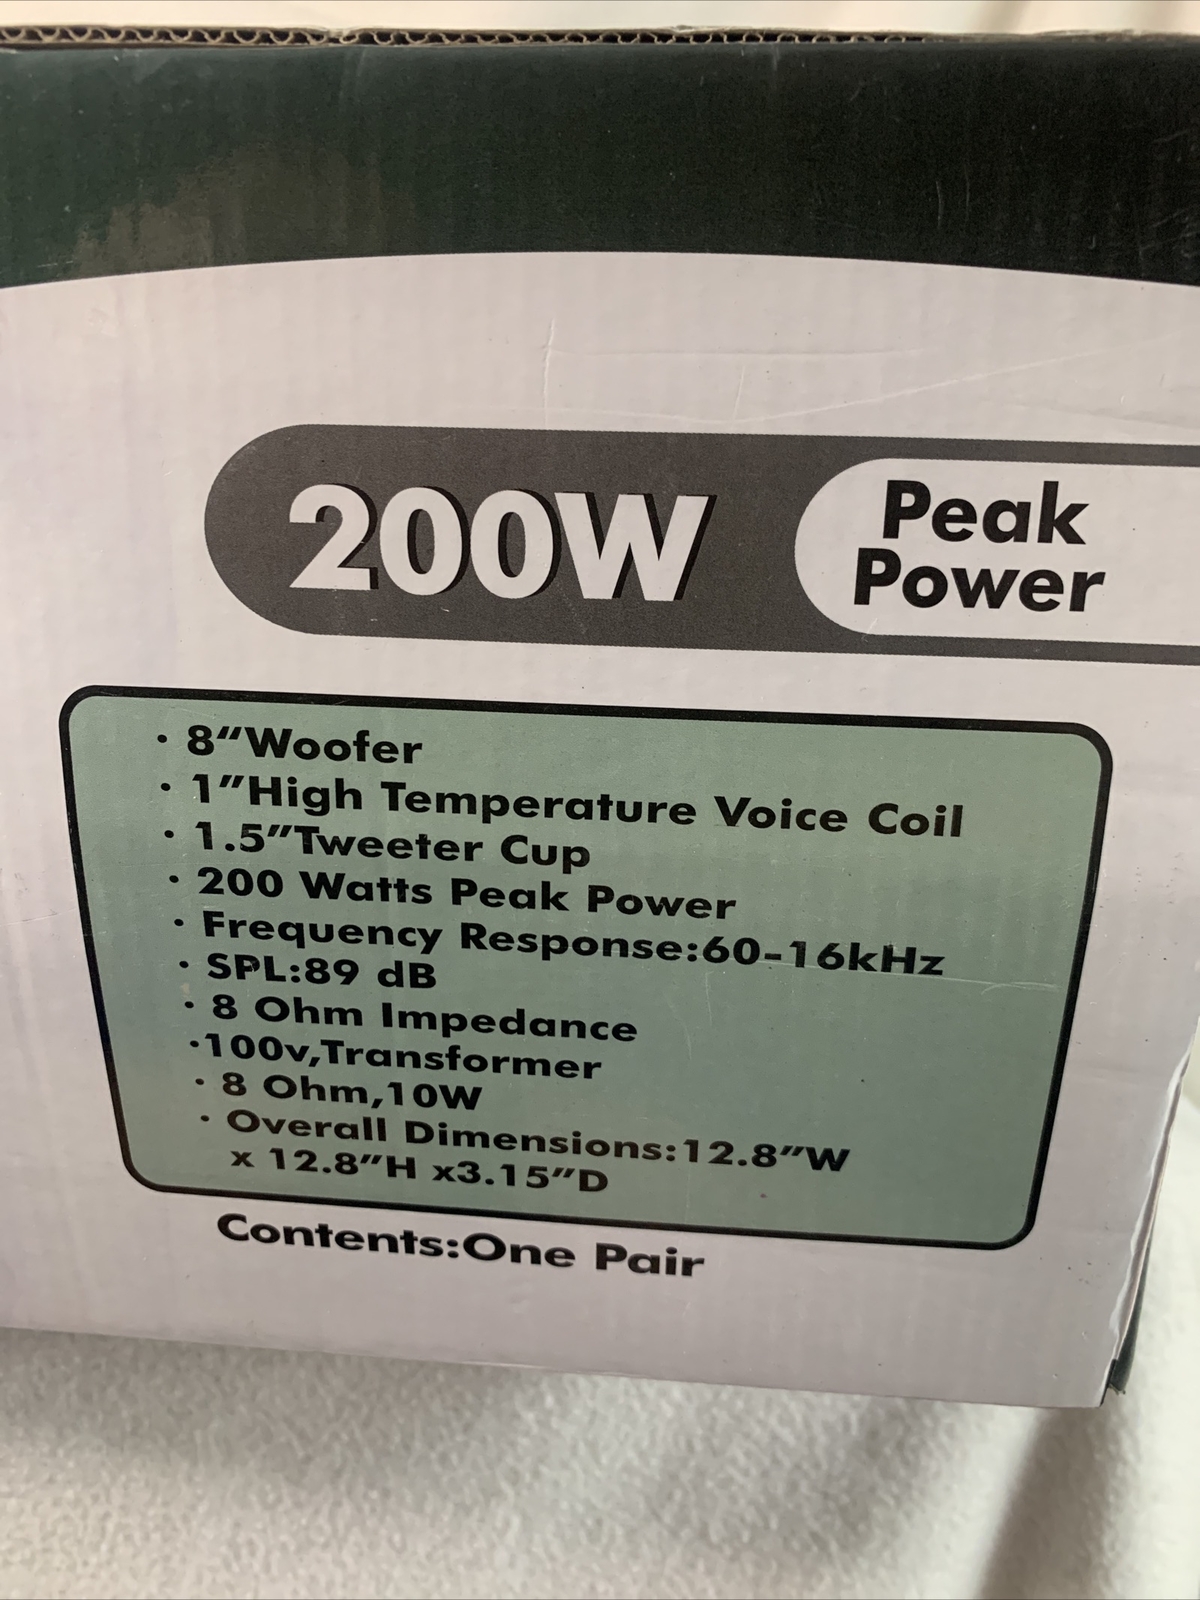 200W
Peak
Power
· 8“Woofer
· 1”High Temperature Voice Coil
· 1.5”Tweeter Cup
· 200 Watts Peak Power
· Frequency Response:60-16kHz
· SPL:89 dB
· 8 Ohm Impedance
·100v,Transformer
· 8 Ohm,10W
· Overall Dimensions:12.8”W
x 12.8”H x3.15”D
Contents:One Pair